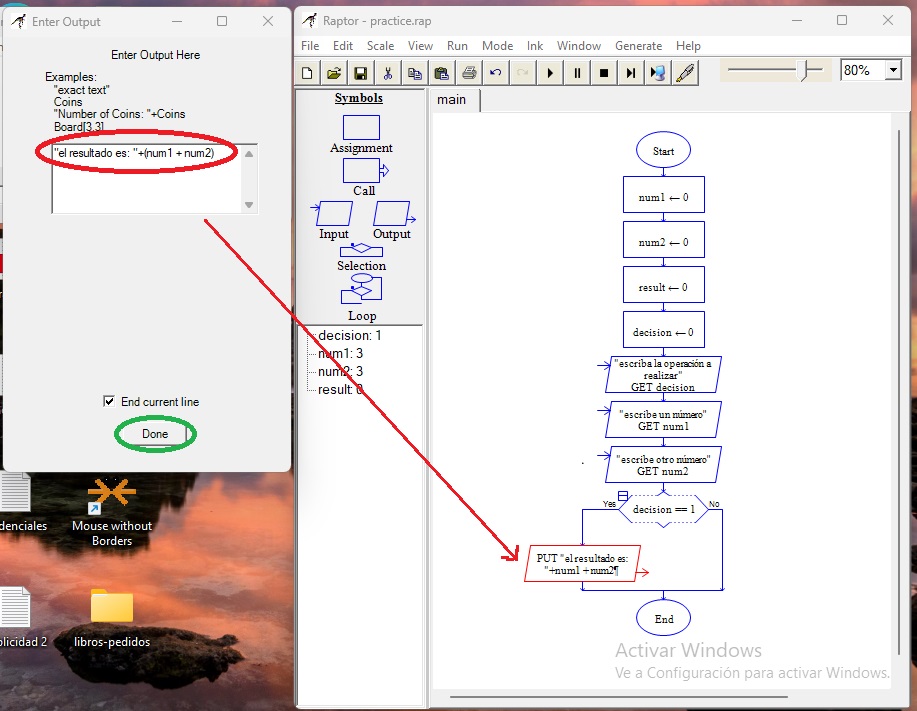 Enter Output
Enter Output Here
Examples:
"exact text"
Coins
"Number of Coins: "+Coins
Board[3,3]
"el resultado es: "+(num1 + num2)
End current line
Done
denciales
Mouse without
Borders
olicidad 2
libros-pedidos
Raptor - practice.rap
File Edit Scale View Run Mode Ink Window Generate Help
80%
Symbols
Assignment
Call
Input Output
Selection
Loop
decision: 1
num1: 3
num2: 3
result: 0
main
Start
num1 ← 0
num2 ← 0
result ← 0
decision ← 0
"escriba la operación a
realizar"
GET decision
"escribe un número"
GET num1
"escribe otro número"
GET num2
Yes decision == 1 No
PUT "el resultado es:
"+num1 + num2¶
End
Activar Windows
Ve a Configuración para activar Windows.